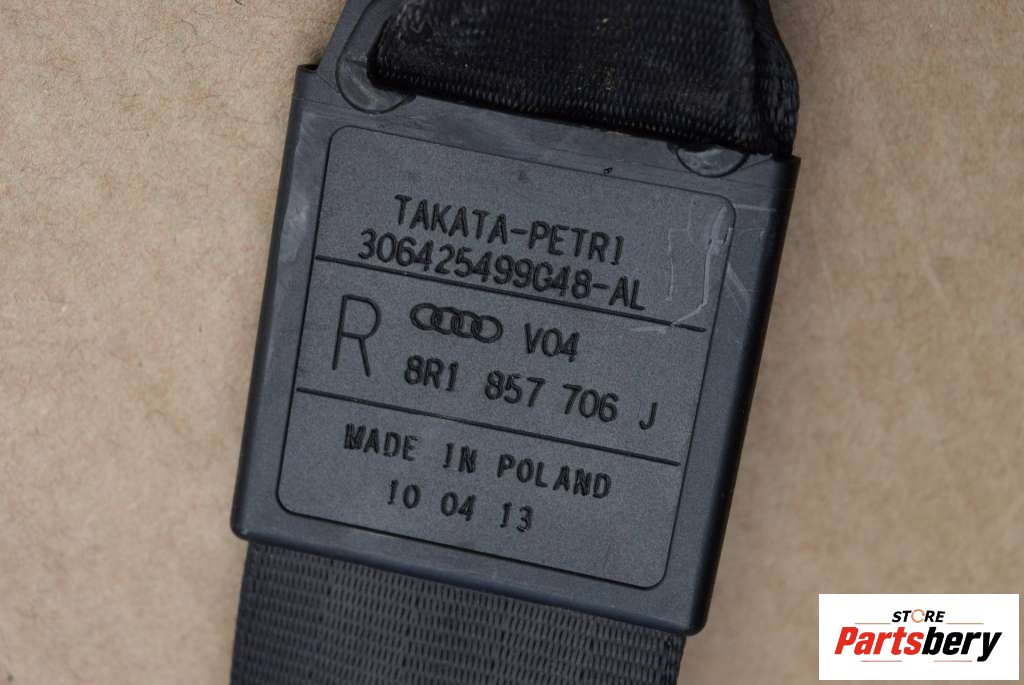 TAKATA-PETRI
306425499G48-AL
R V04
8R1 857 706 J
MADE IN POLAND
10 04 13
STORE
Partsbery